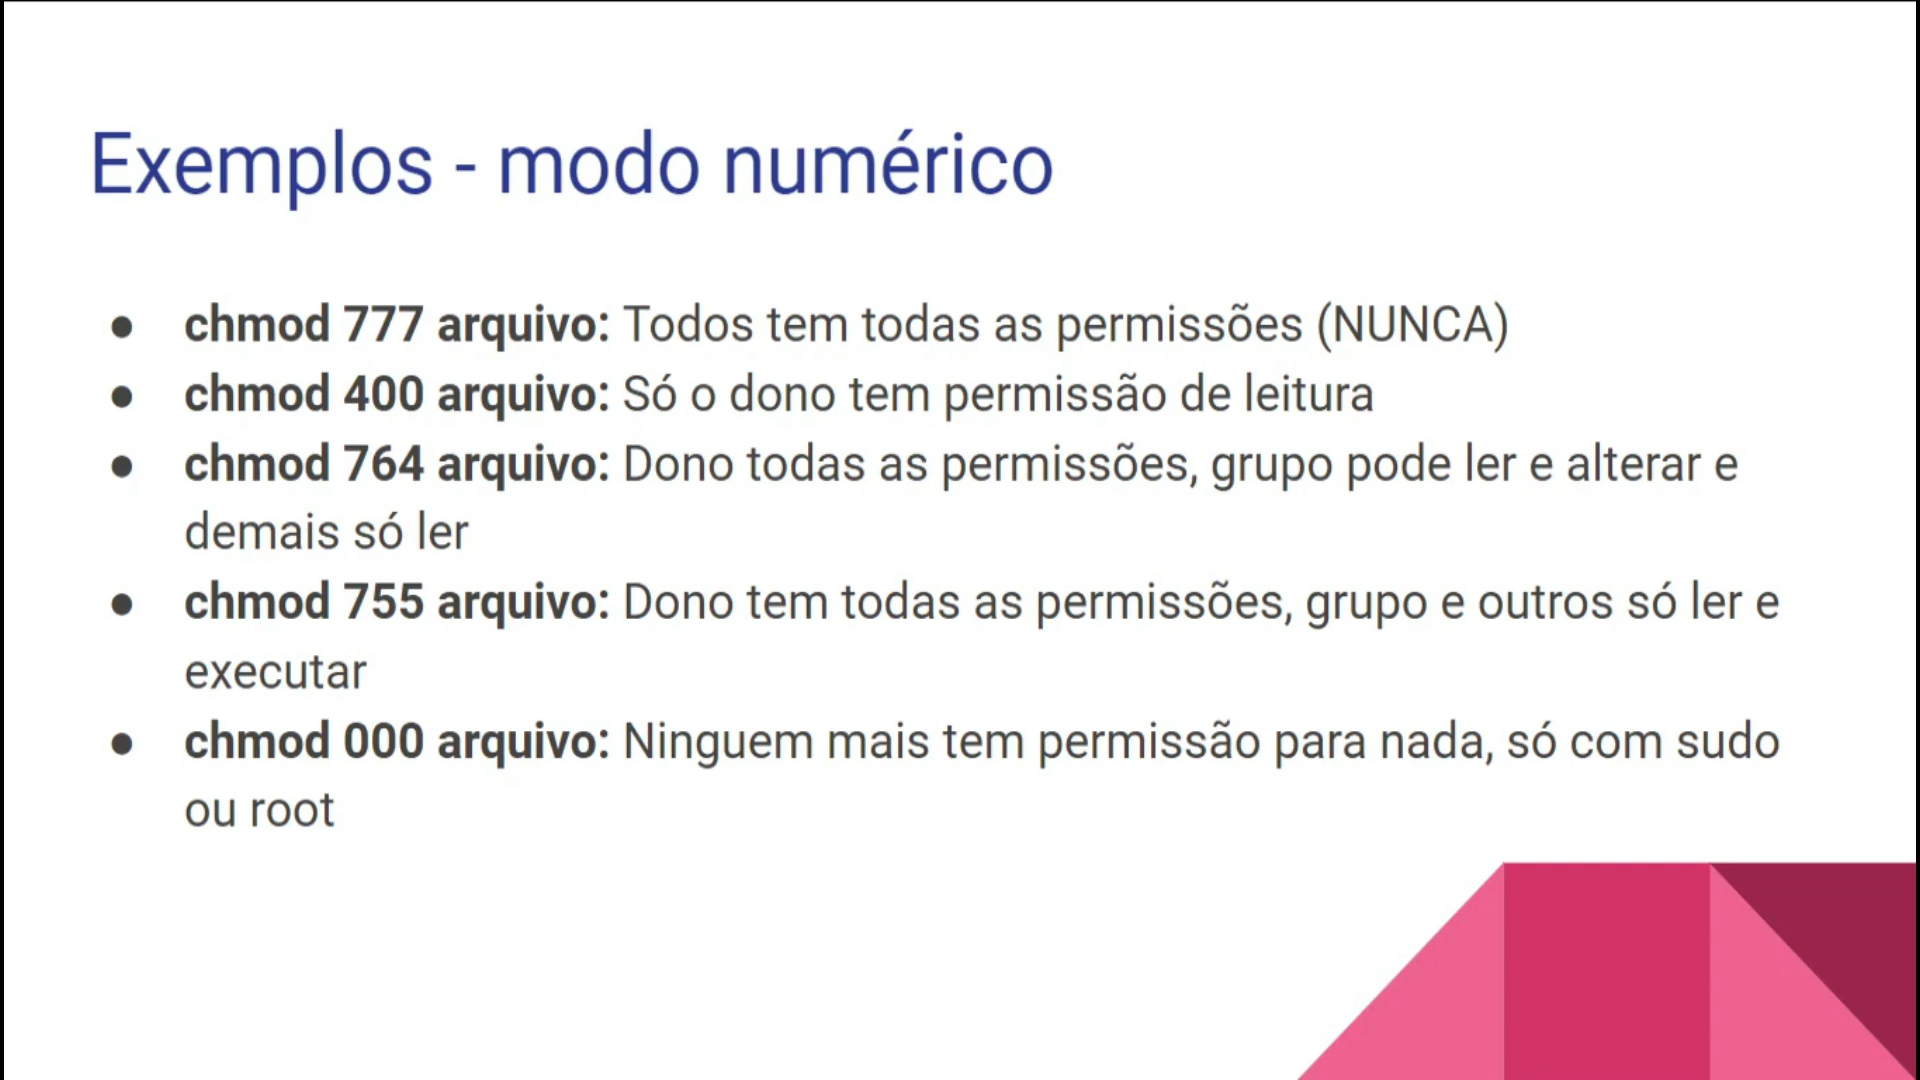 Exemplos - modo numérico
● chmod 777 arquivo: Todos tem todas as permissões (NUNCA)
● chmod 400 arquivo: Só o dono tem permissão de leitura
● chmod 764 arquivo: Dono todas as permissões, grupo pode ler e alterar e
demais só ler
● chmod 755 arquivo: Dono tem todas as permissões, grupo e outros só ler e
executar
● chmod 000 arquivo: Ninguem mais tem permissão para nada, só com sudo
ou root